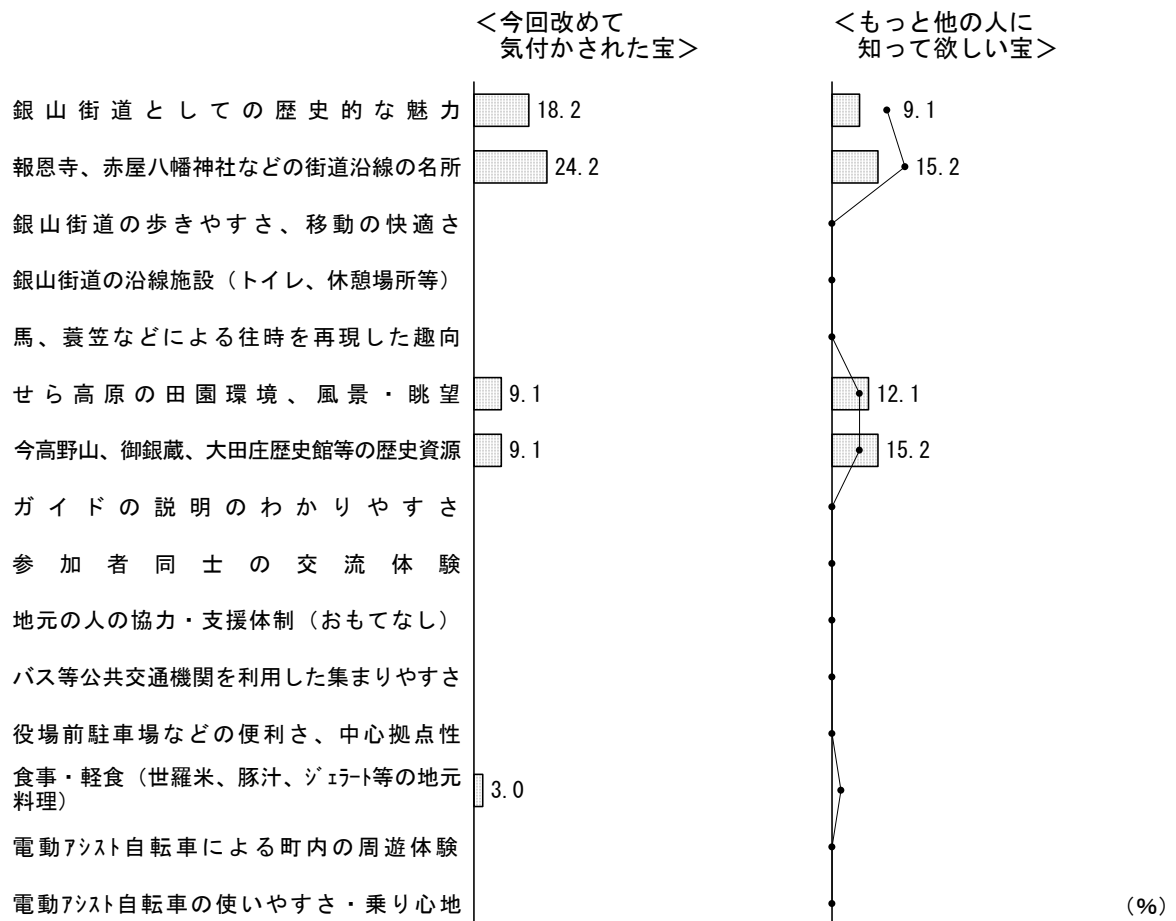 ＜今回改めて
気付かされた宝＞
＜もっと他の人に
知って欲しい宝＞
銀山街道としての歴史的な魅力 18.2 9.1
報恩寺、赤屋八幡神社などの街道沿線の名所 24.2 15.2
銀山街道の歩きやすさ、移動の快適さ
銀山街道の沿線施設（トイレ、休憩場所等）
馬、蓑笠などによる往時を再現した趣向
せら高原の田園環境、風景・眺望 9.1 12.1
今高野山、御銀蔵、大田庄歴史館等の歴史資源 9.1 15.2
ガイドの説明のわかりやすさ
参加者同士の交流体験
地元の人の協力・支援体制（おもてなし）
バス等公共交通機関を利用した集まりやすさ
役場前駐車場などの便利さ、中心拠点性
食事・軽食（世羅米、豚汁、ｼﾞｪﾗｰﾄ等の地元
料理） 3.0
電動ｱｼｽﾄ自転車による町内の周遊体験
電動ｱｼｽﾄ自転車の使いやすさ・乗り心地
（%）